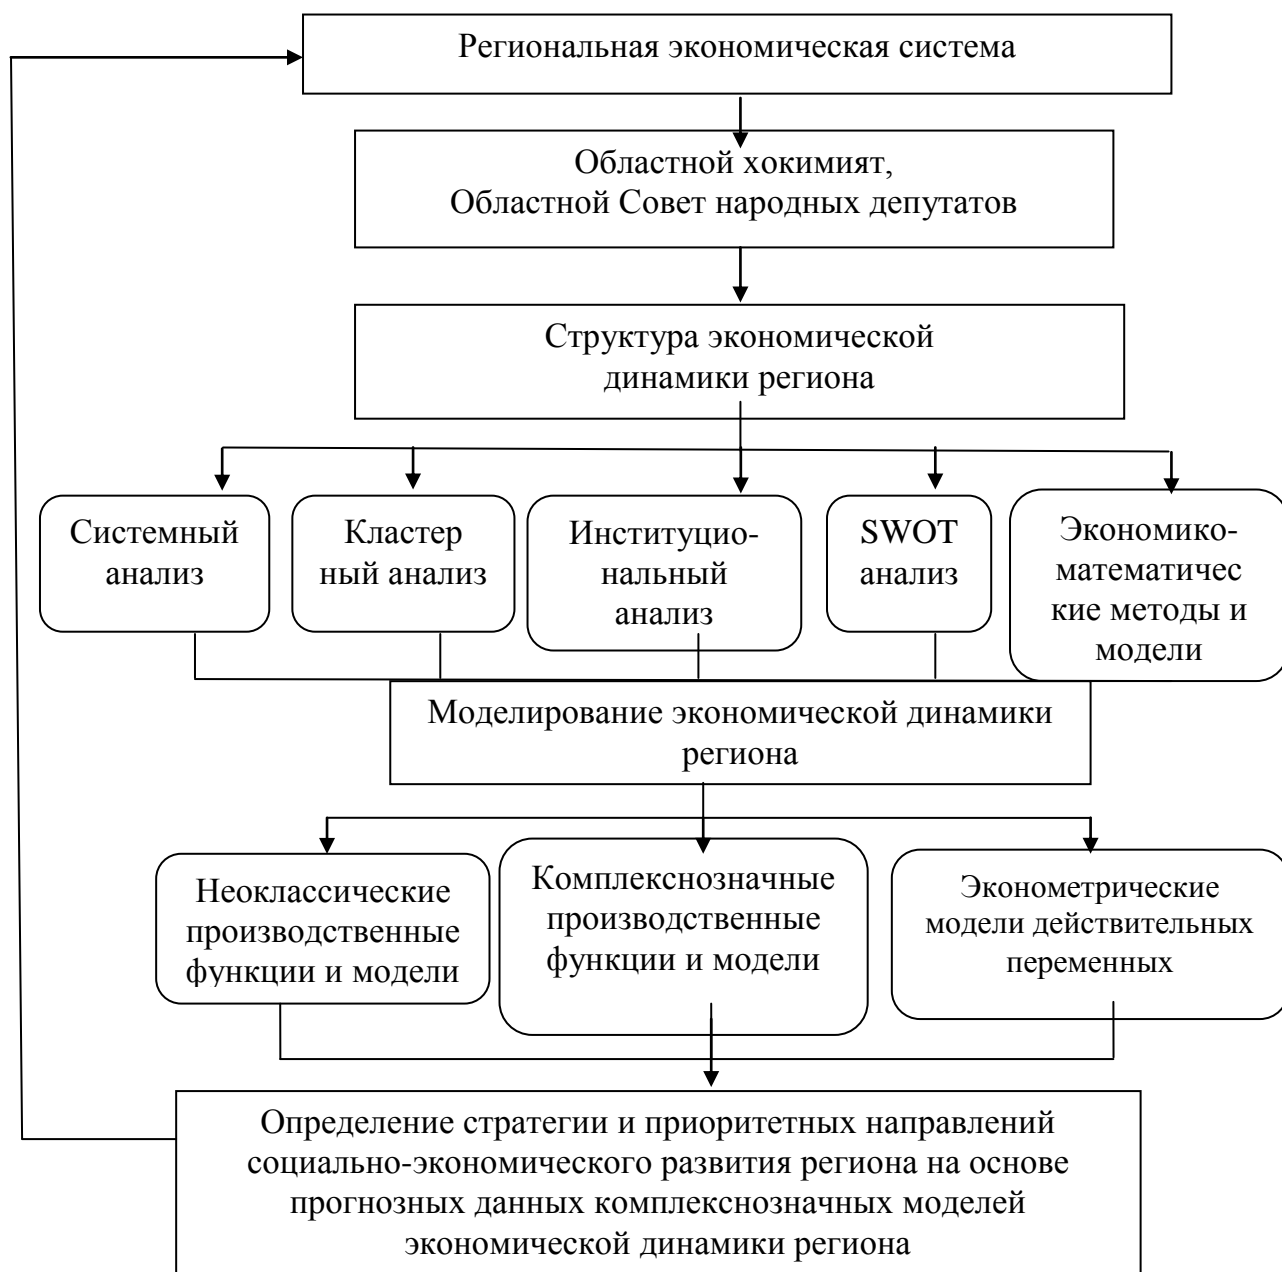 Региональная экономическая система
Областной хокимият,
Областной Совет народных депутатов
Структура экономической
динамики региона
Системный
анализ
Кластер
ный анализ
Институцио-
нальный
анализ
SWOT
анализ
Экономико-
математичес
кие методы и
модели
Моделирование экономической динамики
региона
Неоклассические
производственные
функции и модели
Комплекснозначные
производственные
функции и модели
Эконометрические
модели действительных
переменных
Определение стратегии и приоритетных направлений
социально-экономического развития региона на основе
прогнозных данных комплекснозначных моделей
экономической динамики региона